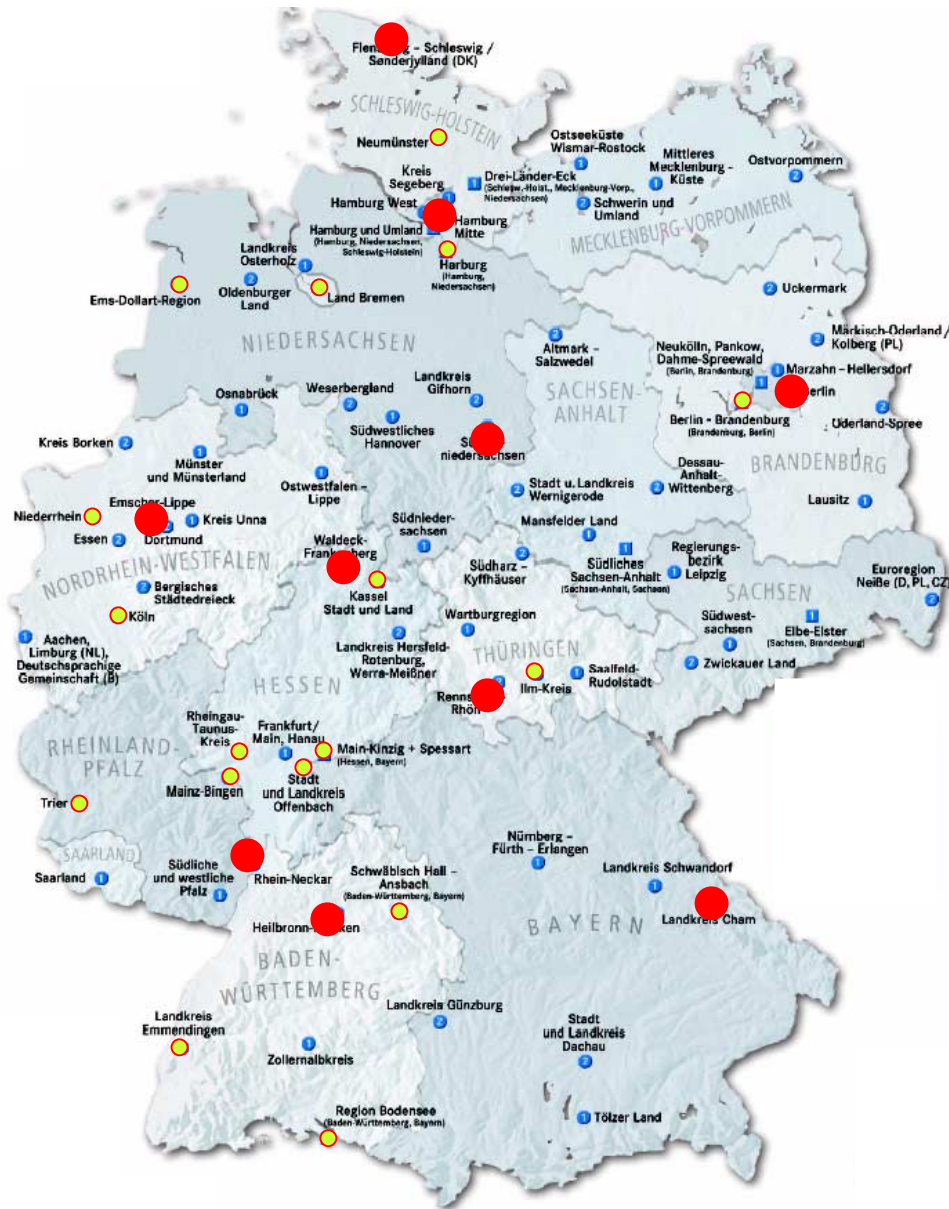 Flens g – Schleswig /
Sønderjylland (DK)
SCHLESWIG-HOLSTEIN
Neumünster
Ostseeküste
Wismar-Rostock
Mittleres
Mecklenburg –
Küste
Ostvorpommern
Kreis
Segeberg
Drei-Länder-Eck
(Schlesw.-Holst., Mecklenburg-Vorp.,
Niedersachsen)
Hamburg West
Schwerin und
Umland
Hamburg
Mitte
MECKLENBURG-VORPOMMERN
Hamburg und Umland
(Hamburg, Niedersachsen,
Schleswig-Holstein)
Landkreis
Osterholz
Harburg
(Hamburg,
Niedersachsen)
Ems-Dollart-Region
Oldenburger
Land
Land Bremen
Uckermark
NIEDERSACHSEN
Altmark –
Salzwedel
Märkisch-Oderland /
Kolberg (PL)
Neukölln, Pankow,
Dahme-Spreewald
(Berlin, Brandenburg)
Marzahn – Hellersdorf
Osnabrück
Weserbergland
Landkreis
Gifhorn
SACHSEN-
ANHALT
erlin
Berlin - Brandenburg
(Brandenburg, Berlin)
Oderland-Spree
Kreis Borken
Südwestliches
Hannover
Sü
niedersachsen
BRANDENBURG
Münster
und Münsterland
Ostwestfalen –
Lippe
Stadt u. Landkreis
Wernigerode
Dessau-
Anhalt-
Wittenberg
Lausitz
Emscher-Lippe
Niederrhein
Kreis Unna
Essen
Dortmund
Südnieder-
sachsen
Mansfelder Land
NORDRHEIN-WESTFALEN
Waldeck-
Frankenberg
Südharz –
Kyffhäuser
Südliches
Sachsen-Anhalt
(Sachsen-Anhalt, Sachsen)
Regierungs-
bezirk
Leipzig
Euroregion
Neiße (D, PL, CZ)
Bergisches
Städtedreieck
Kassel
Stadt und Land
SACHSEN
Köln
Wartburgregion
Südwest-
sachsen
Elbe-Elster
(Sachsen, Brandenburg)
Aachen,
Limburg (NL),
Deutschsprachige
Gemeinschaft (B)
Landkreis Hersfeld-
Rotenburg,
Werra-Meißner
THÜRINGEN
Zwickauer Land
HESSEN
Renns
Rhön
Ilm-Kreis
Saalfeld-
Rudolstadt
RHEINLAND-
PFALZ
Rheingau-
Taunus-
Kreis
Frankfurt/
Main, Hanau
Main-Kinzig + Spessart
(Hessen, Bayern)
Mainz-Bingen
Stadt
und Landkreis
Offenbach
Trier
SAARLAND
Saarland
Südliche
und westliche
Pfalz
Rhein-Neckar
Schwäbisch Hall –
Ansbach
(Baden-Württemberg, Bayern)
Nürnberg –
Fürth – Erlangen
Landkreis Schwandorf
Heilbronn- ken
Landkreis Cham
BAYERN
BADEN-
WÜRTTEMBERG
Landkreis Günzburg
Landkreis
Emmendingen
Zollernalbkreis
Stadt
und Landkreis
Dachau
Region Bodensee
(Baden-Württemberg, Bayern)
Tölzer Land